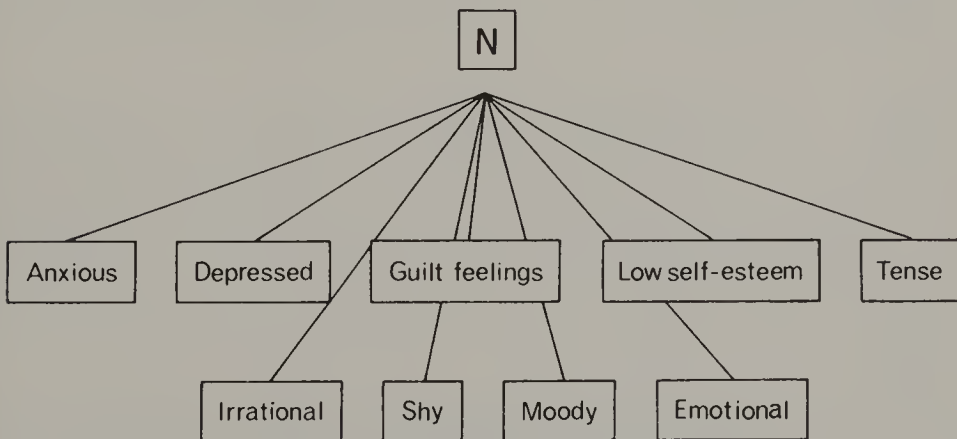 N
Anxious
Depressed
Guilt feelings
Low self-esteem
Tense
Irrational
Shy
Moody
Emotional